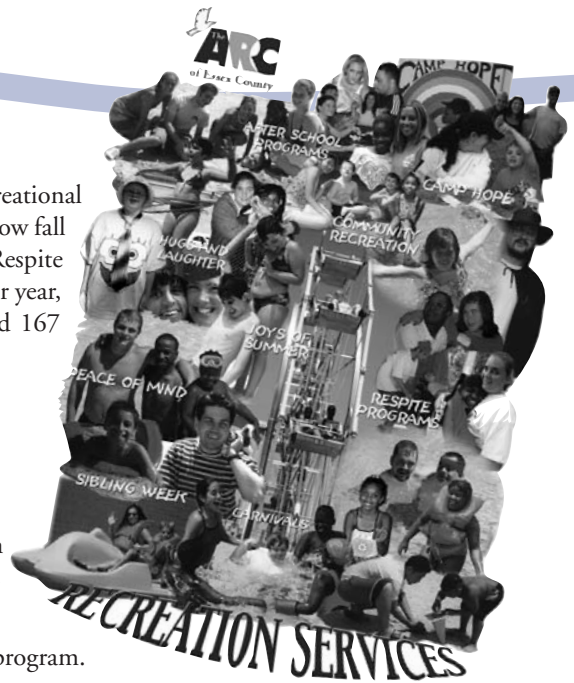 The
ARC
of Essex County
CAMP HOPE
AFTER SCHOOL
PROGRAMS
CAMP HOPE
reational
ow fall
Respite
r year,
d 167
HUGS AND
LAUGHTER
COMMUNITY
RECREATION
JOYS OF
SUMMER
PEACE OF MIND
RESPITE
PROGRAMS
SIBLING WEEK
CARNIVALS
RECREATION SERVICES
program.